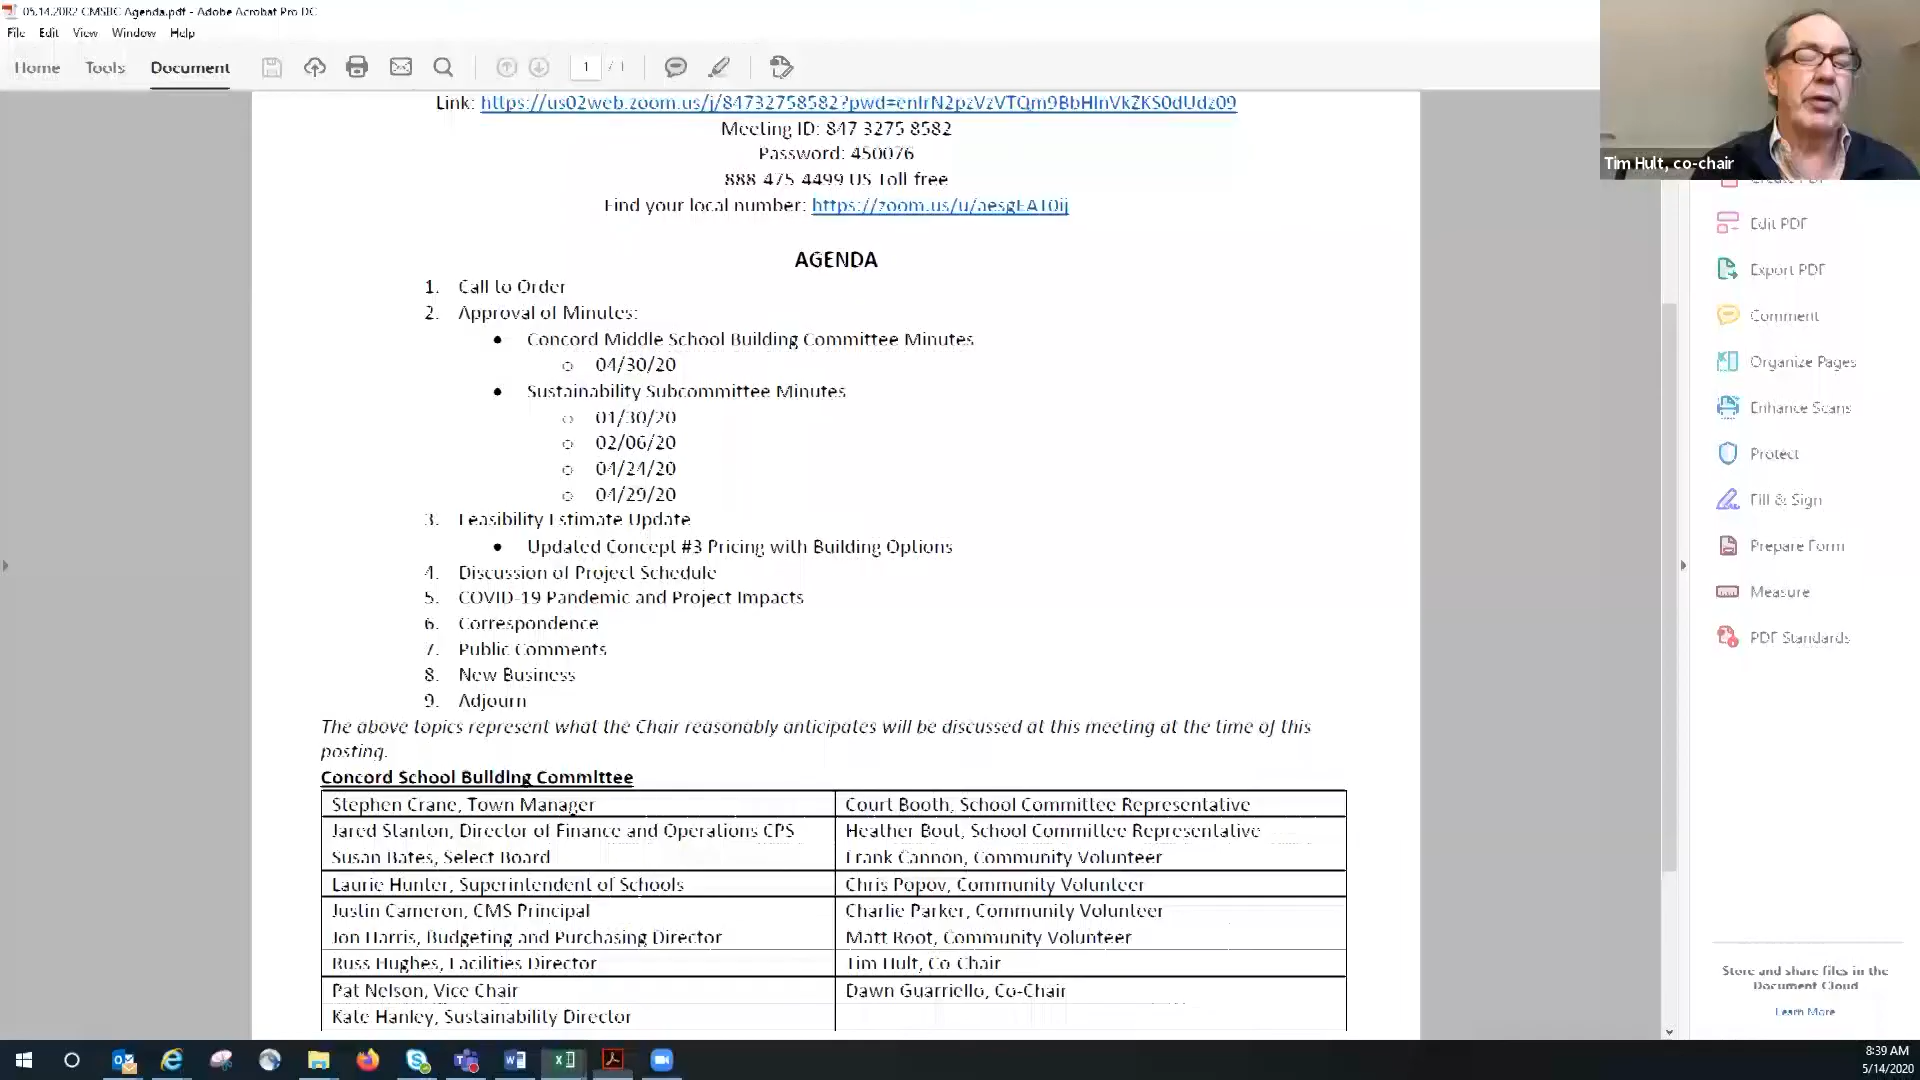 05.14.20R2 CMSBC Agenda.pdf - Adobe Acrobat Pro DC
File Edit View Window Help
Home Tools Document 1 / 1
Link: https://us02web.zoom.us/j/84732758582?pwd=enlrN2pzVzVTQm9BbHlnVkZKS0dUdz09
Meeting ID: 847 3275 8582
Password: 450076
888 475 4499 US Toll-free
Find your local number: https://zoom.us/u/aesgEAT0ij
Tim Hult, co-chair
AGENDA
1. Call to Order
2. Approval of Minutes:
• Concord Middle School Building Committee Minutes
o 04/30/20
• Sustainability Subcommittee Minutes
o 01/30/20
o 02/06/20
o 04/24/20
o 04/29/20
3. Feasibility Estimate Update
• Updated Concept #3 Pricing with Building Options
4. Discussion of Project Schedule
5. COVID-19 Pandemic and Project Impacts
6. Correspondence
7. Public Comments
8. New Business
9. Adjourn
The above topics represent what the Chair reasonably anticipates will be discussed at this meeting at the time of this
posting.
Concord School Building Committee
Stephen Crane, Town Manager
Court Booth, School Committee Representative
Jared Stanton, Director of Finance and Operations CPS
Heather Bout, School Committee Representative
Susan Bates, Select Board
Frank Cannon, Community Volunteer
Laurie Hunter, Superintendent of Schools
Chris Popov, Community Volunteer
Justin Cameron, CMS Principal
Charlie Parker, Community Volunteer
Jon Harris, Budgeting and Purchasing Director
Matt Root, Community Volunteer
Russ Hughes, Facilities Director
Tim Hult, Co-Chair
Pat Nelson, Vice Chair
Dawn Guarriello, Co-Chair
Kate Hanley, Sustainability Director
Create PDF
Edit PDF
Export PDF
Comment
Organize Pages
Enhance Scans
Protect
Fill & Sign
Prepare Form
Measure
PDF Standards
Store and share files in the
Document Cloud
Learn More
8:39 AM
5/14/2020